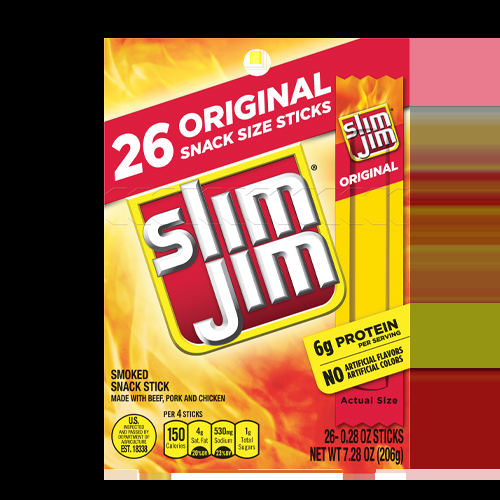 26 ORIGINAL
SNACK SIZE STICKS
slim
jim
®
slim
jim
ORIGINAL
6g PROTEIN
PER SERVING
NO ARTIFICIAL FLAVORS
ARTIFICIAL COLORS
Actual Size
SMOKED
SNACK STICK
MADE WITH BEEF, PORK AND CHICKEN
PER 4 STICKS
150
Calories
4g
Sat. Fat
20% DV
530mg
Sodium
23% DV
1g
Total
Sugars
U.S.
INSPECTED
AND PASSED BY
DEPARTMENT OF
AGRICULTURE
EST. 18338
26- 0.28 OZ STICKS
NET WT 7.28 OZ (206g)